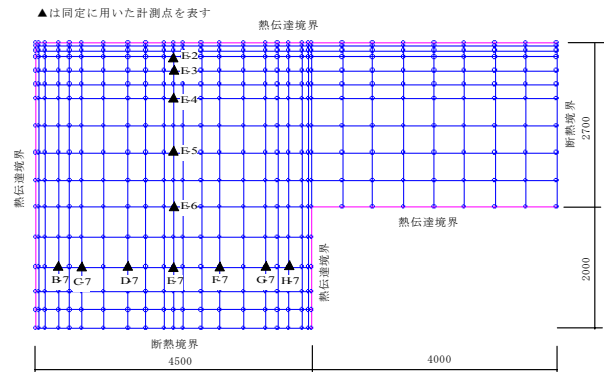 ▲は同定に用いた計測点を表す
熱伝達境界
E-2
E-3
E-4
E-5
E-6
2700
断熱境界
熱伝達境界
熱伝達境界
B-7 C-7 D-7 E-7 F-7 G-7 H-7
熱伝達境界
2000
断熱境界
4500
4000